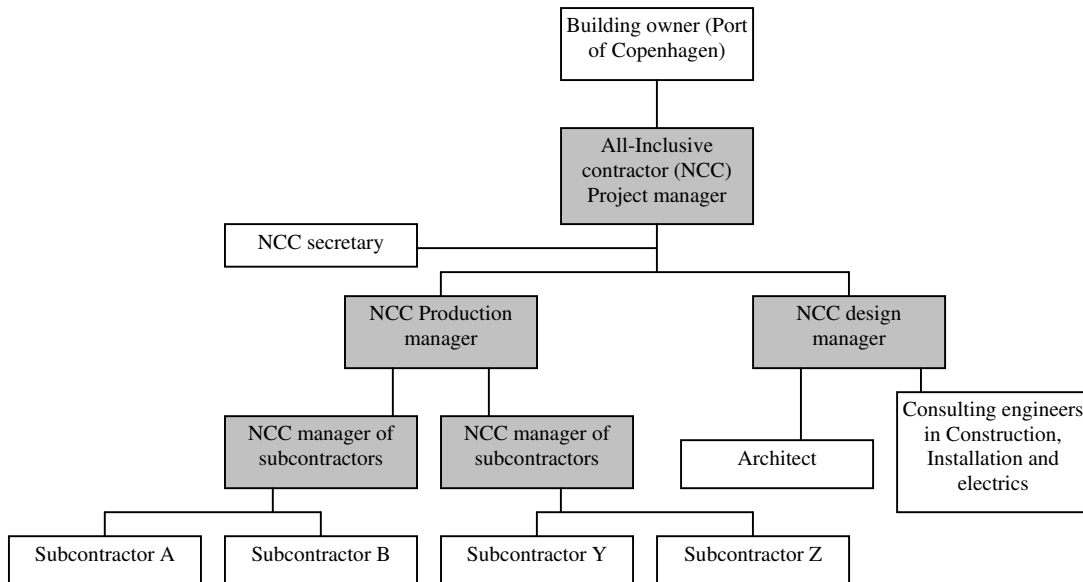 Building owner (Port
of Copenhagen)
All-Inclusive
contractor (NCC)
Project manager
NCC secretary
NCC Production
manager
NCC design
manager
NCC manager of
subcontractors
NCC manager of
subcontractors
Architect
Consulting engineers
in Construction,
Installation and
electrics
Subcontractor A
Subcontractor B
Subcontractor Y
Subcontractor Z